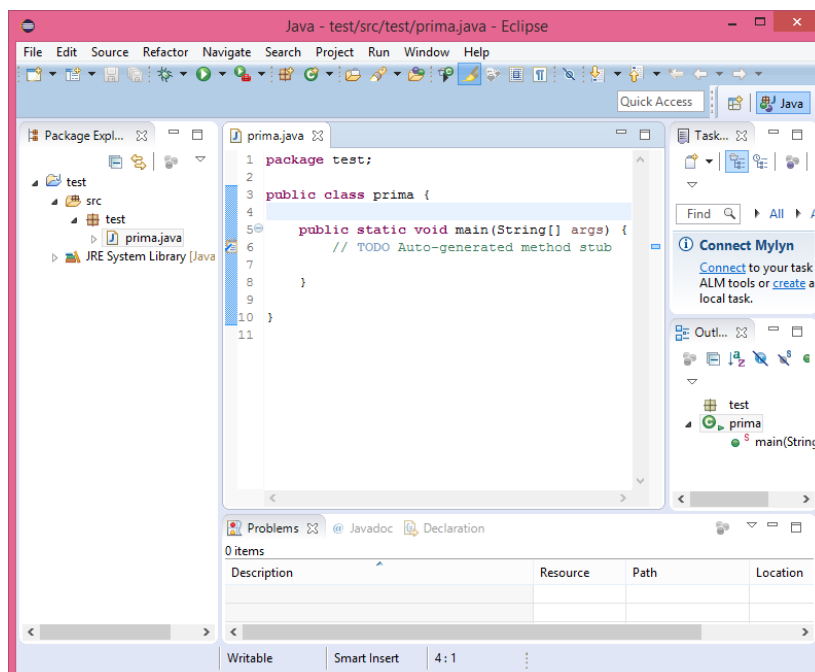 Java - test/src/test/prima.java - Eclipse
File Edit Source Refactor Navigate Search Project Run Window Help
Quick Access
Java
Package Expl...
test
src
test
prima.java
JRE System Library [Java
prima.java
1 package test;
2
3 public class prima {
4
5 public static void main(String[] args) {
6 // TODO Auto-generated method stub
7
8 }
9
10 }
11
Task...
Find All A
Connect Mylyn
Connect to your task
ALM tools or create a
local task.
Outl...
test
prima
main(String
Problems @ Javadoc Declaration
0 items
Description Resource Path Location
Writable Smart Insert 4 : 1